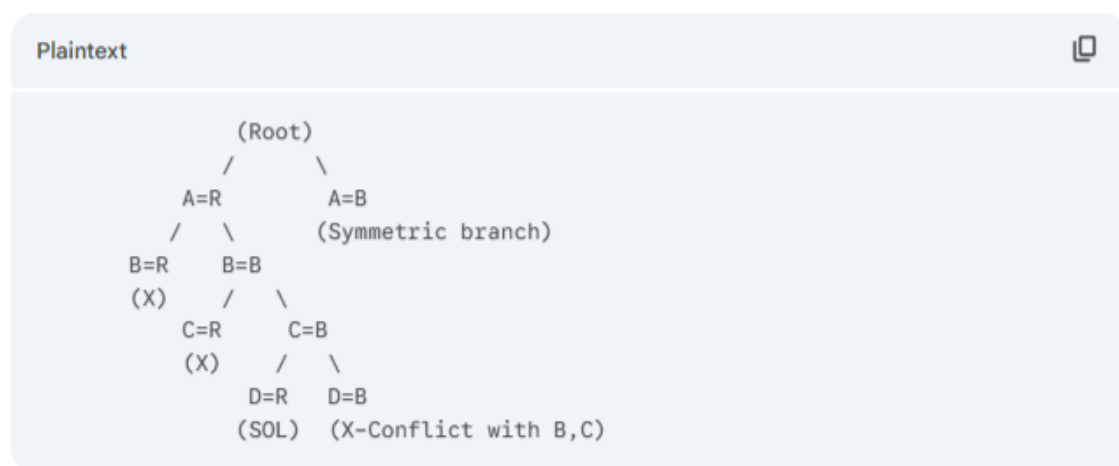 Plaintext
(Root)
/ \
A=R A=B
/ \ (Symmetric branch)
B=R B=B
(X) / \
C=R C=B
(X) / \
D=R D=B
(SOL) (X-Conflict with B,C)